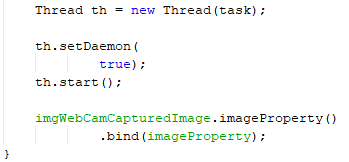 Thread th = new Thread(task);
th.setDaemon(
true);
th.start();
imgWebCamCapturedImage.imageProperty()
.bind(imageProperty);
}